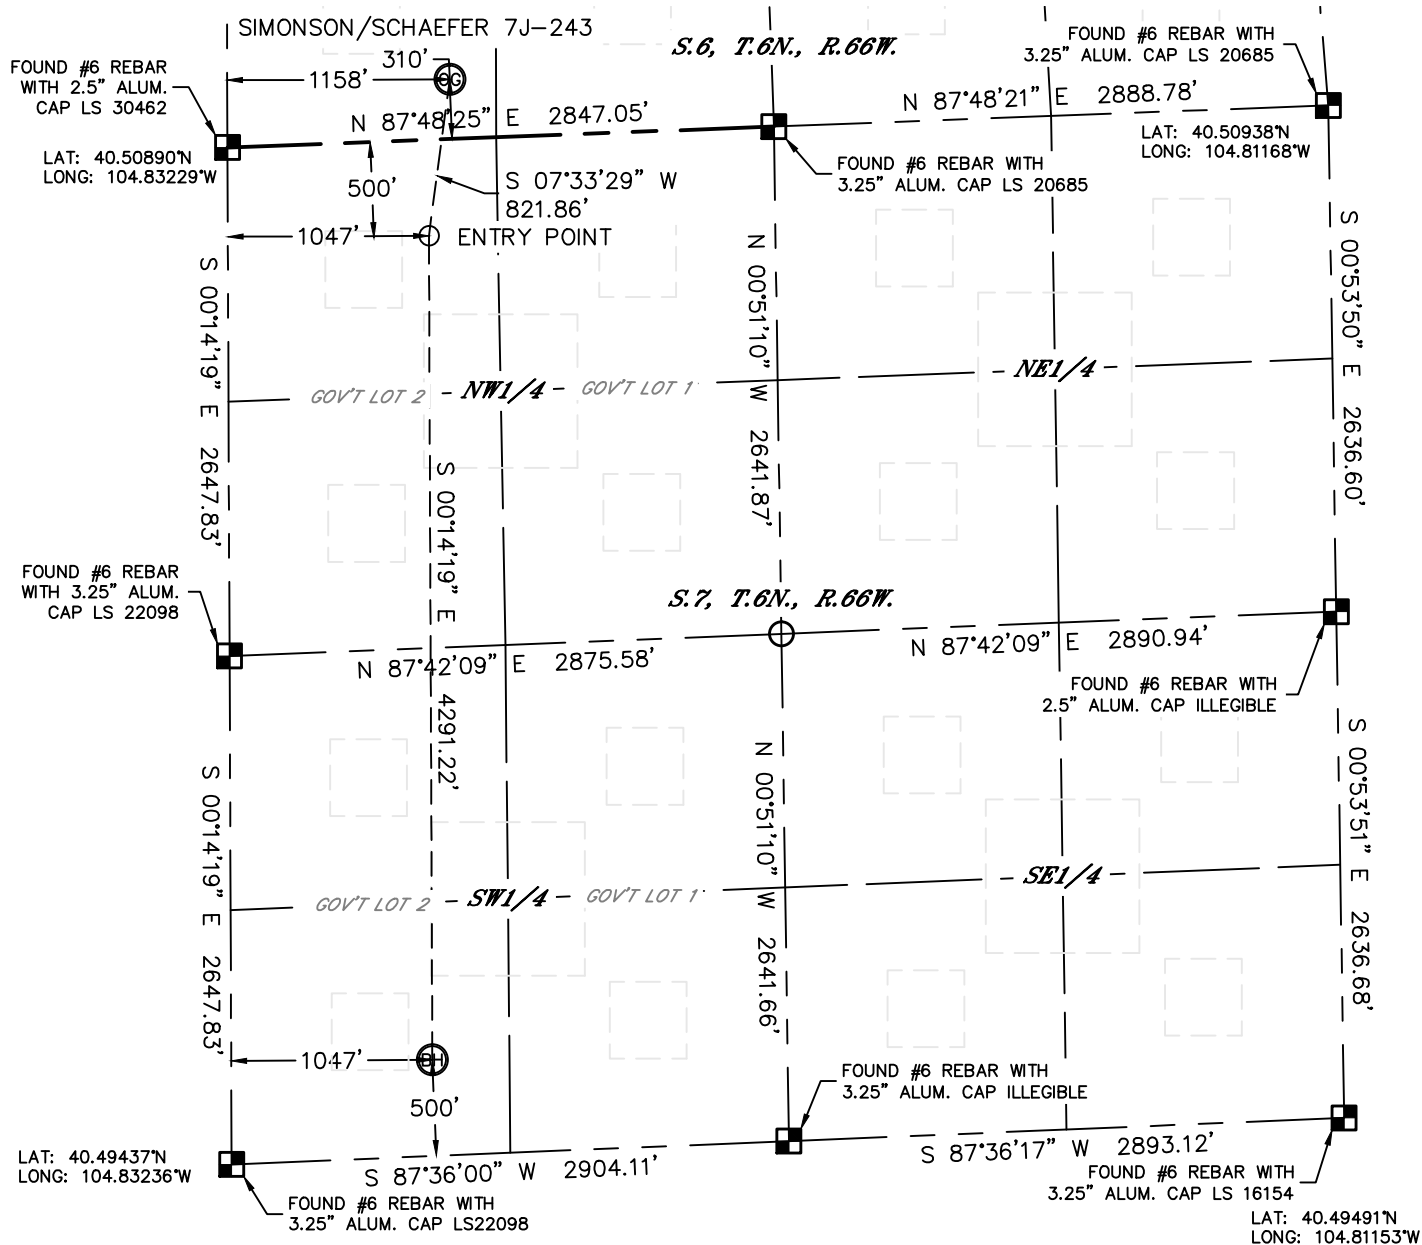 SIMONSON/SCHAEFER 7J-243
S.6, T.6N., R.66W.
FOUND #6 REBAR WITH
3.25" ALUM. CAP LS 20685
310'
OG
1158'
FOUND #6 REBAR
WITH 2.5" ALUM.
CAP LS 30462
N 87°48'25" E 2847.05'
N 87°48'21" E 2888.78'
LAT: 40.50938°N
LONG: 104.81168°W
LAT: 40.50890°N
LONG: 104.83229°W
FOUND #6 REBAR WITH
3.25" ALUM. CAP LS 20685
500'
S 07°33'29" W
821.86'
1047'
ENTRY POINT
S 00°14'19" E 2647.83'
N 00°51'10" W 2641.87'
S 00°53'50" E 2636.60'
GOV'T LOT 2
NW1/4
GOV'T LOT 1
NE1/4
S 00°14'19" E 4291.22'
FOUND #6 REBAR
WITH 3.25" ALUM.
CAP LS 22098
S.7, T.6N., R.66W.
N 87°42'09" E 2875.58'
N 87°42'09" E 2890.94'
FOUND #6 REBAR WITH
2.5" ALUM. CAP ILLEGIBLE
S 00°14'19" E 2647.83'
N 00°51'10" W 2641.66'
S 00°53'51" E 2636.68'
GOV'T LOT 2
SW1/4
GOV'T LOT 1
SE1/4
1047'
BH
500'
FOUND #6 REBAR WITH
3.25" ALUM. CAP ILLEGIBLE
S 87°36'00" W 2904.11'
S 87°36'17" W 2893.12'
LAT: 40.49437°N
LONG: 104.83236°W
FOUND #6 REBAR WITH
3.25" ALUM. CAP LS22098
FOUND #6 REBAR WITH
3.25" ALUM. CAP LS 16154
LAT: 40.49491°N
LONG: 104.81153°W